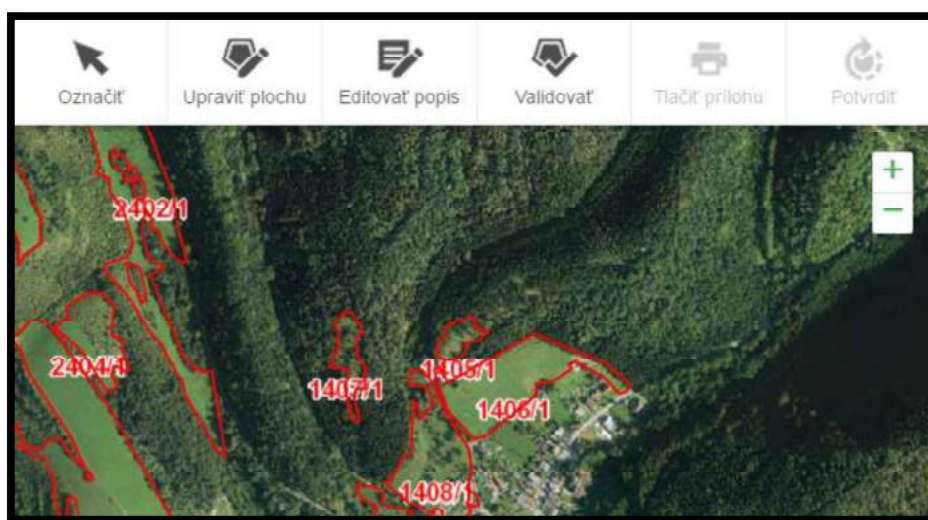 Označiť
Upraviť plochu
Editovať popis
Validovať
Tlačiť prílohu
Potvrdiť
+
−
2402/1
2404/1
1405/1
1407/1
1406/1
1408/1